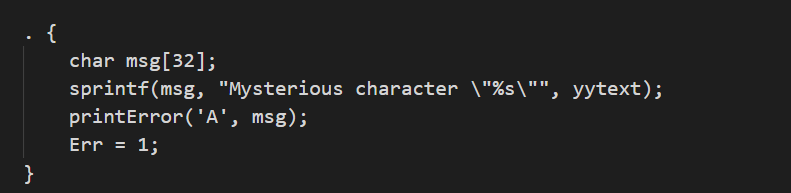 . {
    char msg[32];
    sprintf(msg, "Mysterious character \"%s\"", yytext);
    printError('A', msg);
    Err = 1;
}